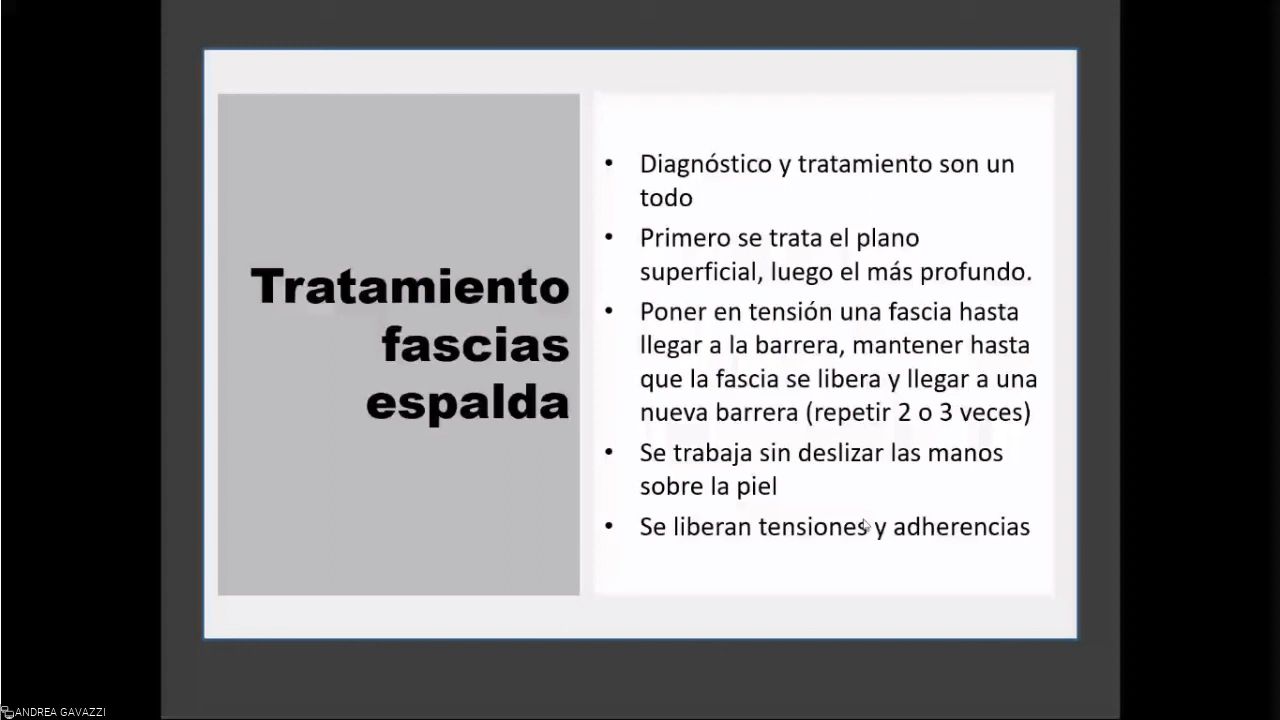 Tratamiento
fascias
espalda
• Diagnóstico y tratamiento son un
todo
• Primero se trata el plano
superficial, luego el más profundo.
• Poner en tensión una fascia hasta
llegar a la barrera, mantener hasta
que la fascia se libera y llegar a una
nueva barrera (repetir 2 o 3 veces)
• Se trabaja sin deslizar las manos
sobre la piel
• Se liberan tensiones y adherencias
ANDREA GAVAZZI